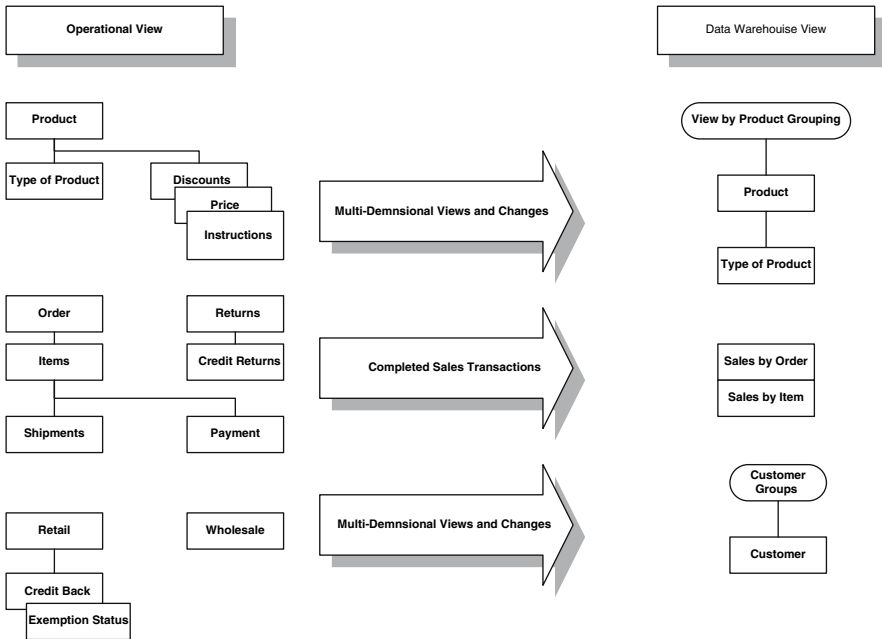 Operational View
Data Warehouise View
Product
Type of Product
Discounts
Price
Instructions
Multi-Demnsional Views and Changes
View by Product Grouping
Product
Type of Product
Order
Returns
Items
Credit Returns
Shipments
Payment
Completed Sales Transactions
Sales by Order
Sales by Item
Retail
Wholesale
Credit Back
Exemption Status
Multi-Demnsional Views and Changes
Customer
Groups
Customer